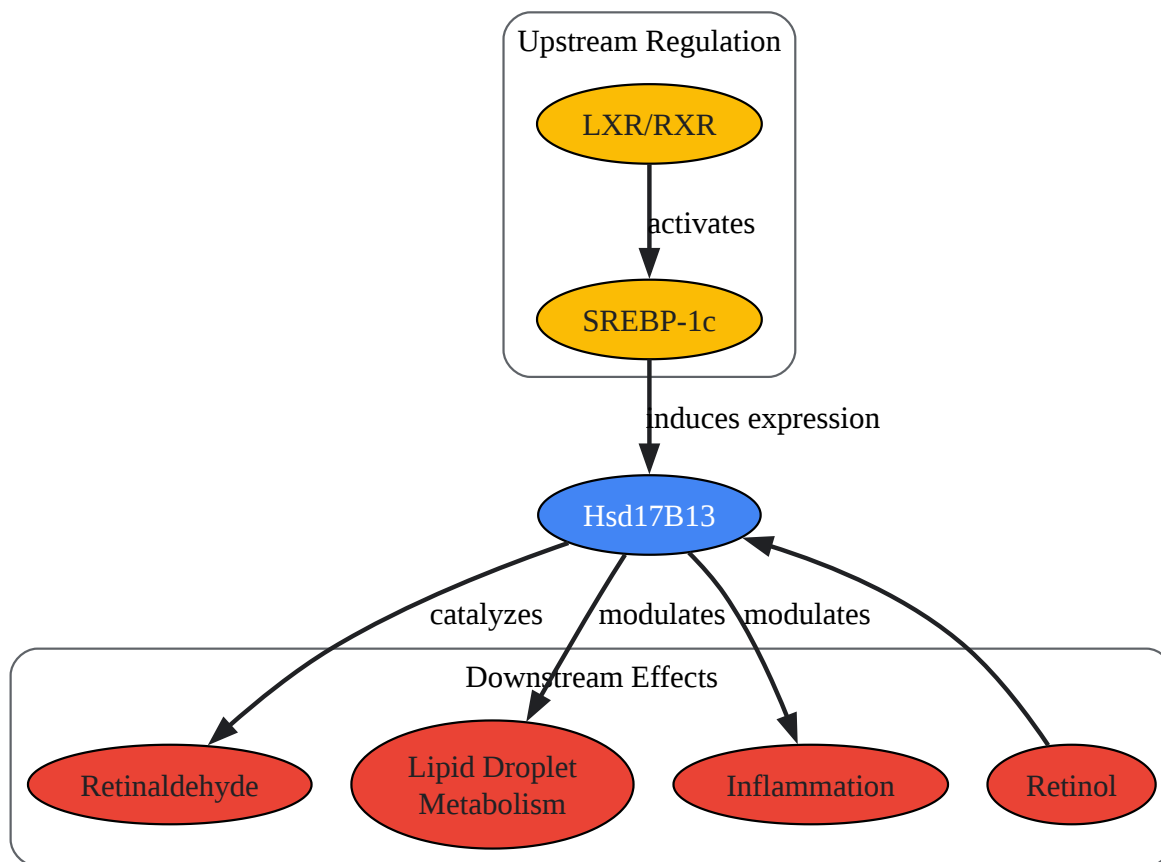 Upstream Regulation
LXR/RXR
activates
SREBP-1c
induces expression
Hsd17B13
catalyzes
modulates
modulates
Downstream Effects
Retinaldehyde
Lipid Droplet
Metabolism
Inflammation
Retinol